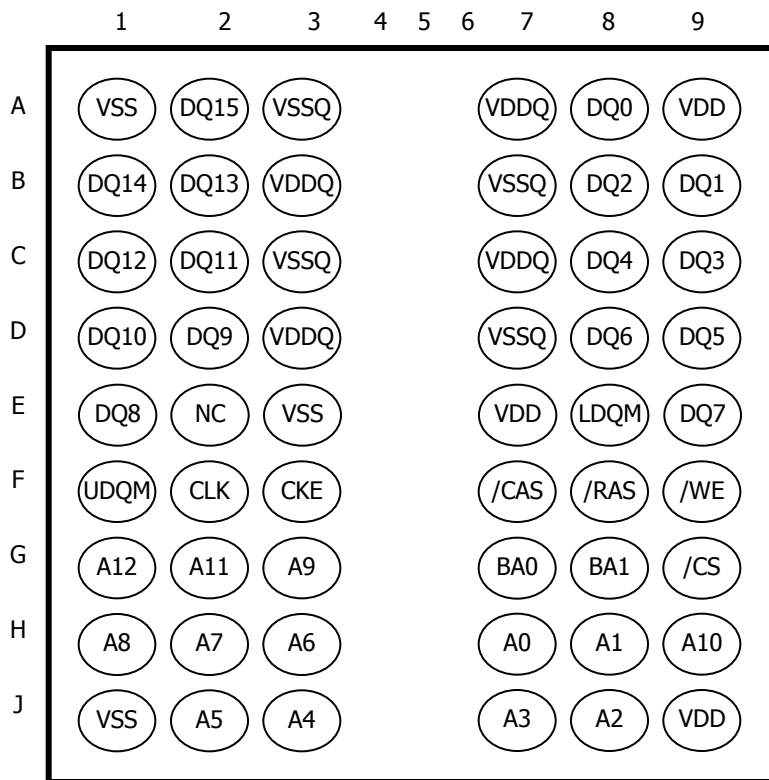 1 2 3 4 5 6 7 8 9
A VSS DQ15 VSSQ VDDQ DQ0 VDD
B DQ14 DQ13 VDDQ VSSQ DQ2 DQ1
C DQ12 DQ11 VSSQ VDDQ DQ4 DQ3
D DQ10 DQ9 VDDQ VSSQ DQ6 DQ5
E DQ8 NC VSS VDD LDQM DQ7
F UDQM CLK CKE /CAS /RAS /WE
G A12 A11 A9 BA0 BA1 /CS
H A8 A7 A6 A0 A1 A10
J VSS A5 A4 A3 A2 VDD